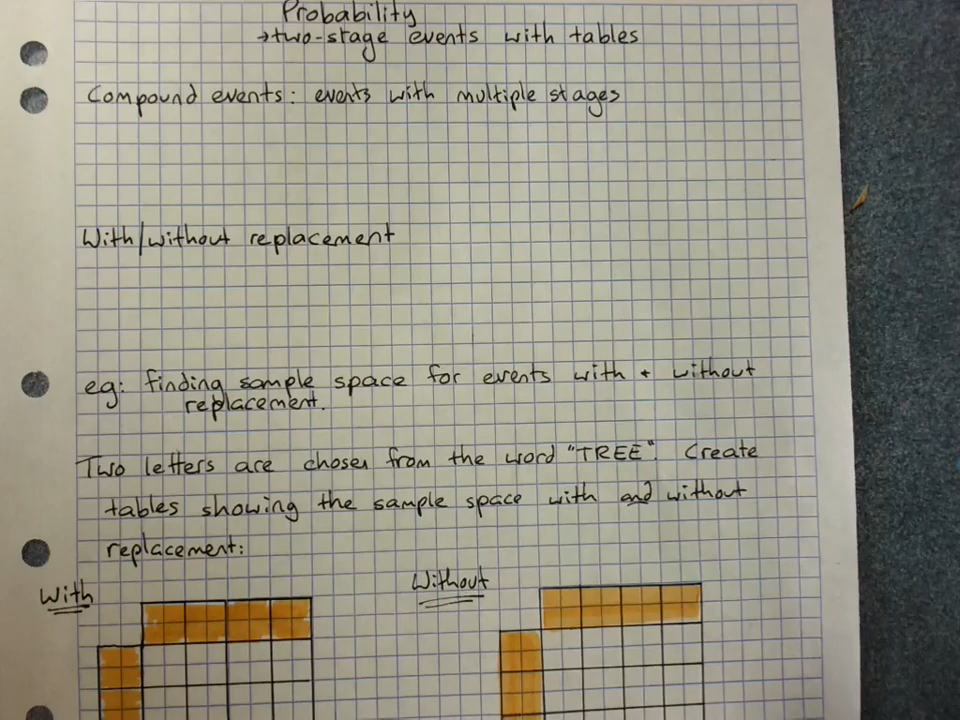 Probability
→two-stage events with tables
Compound events: events with multiple stages
With/without replacement
eg: finding sample space for events with + without
replacement.
Two letters are chosen from the word "TREE". Create
tables showing the sample space with and without
replacement:
With
Without